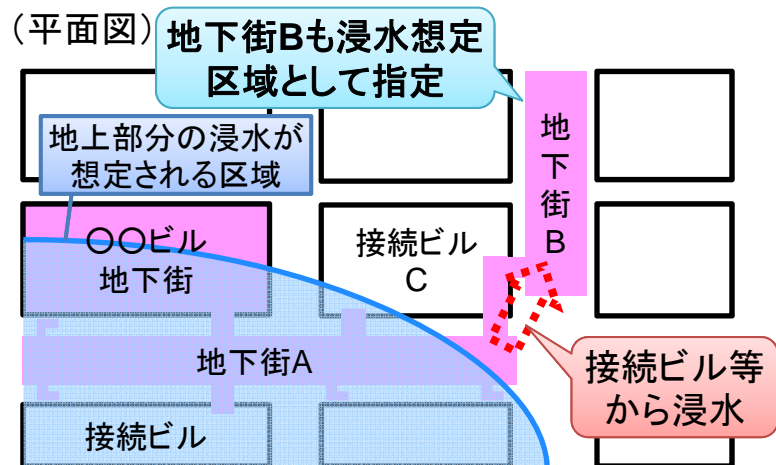 (平面図)
地下街Bも浸水想定
区域として指定
地上部分の浸水が
想定される区域
地下街B
〇〇ビル
地下街
接続ビル
C
地下街A
接続ビル等
から浸水
接続ビル